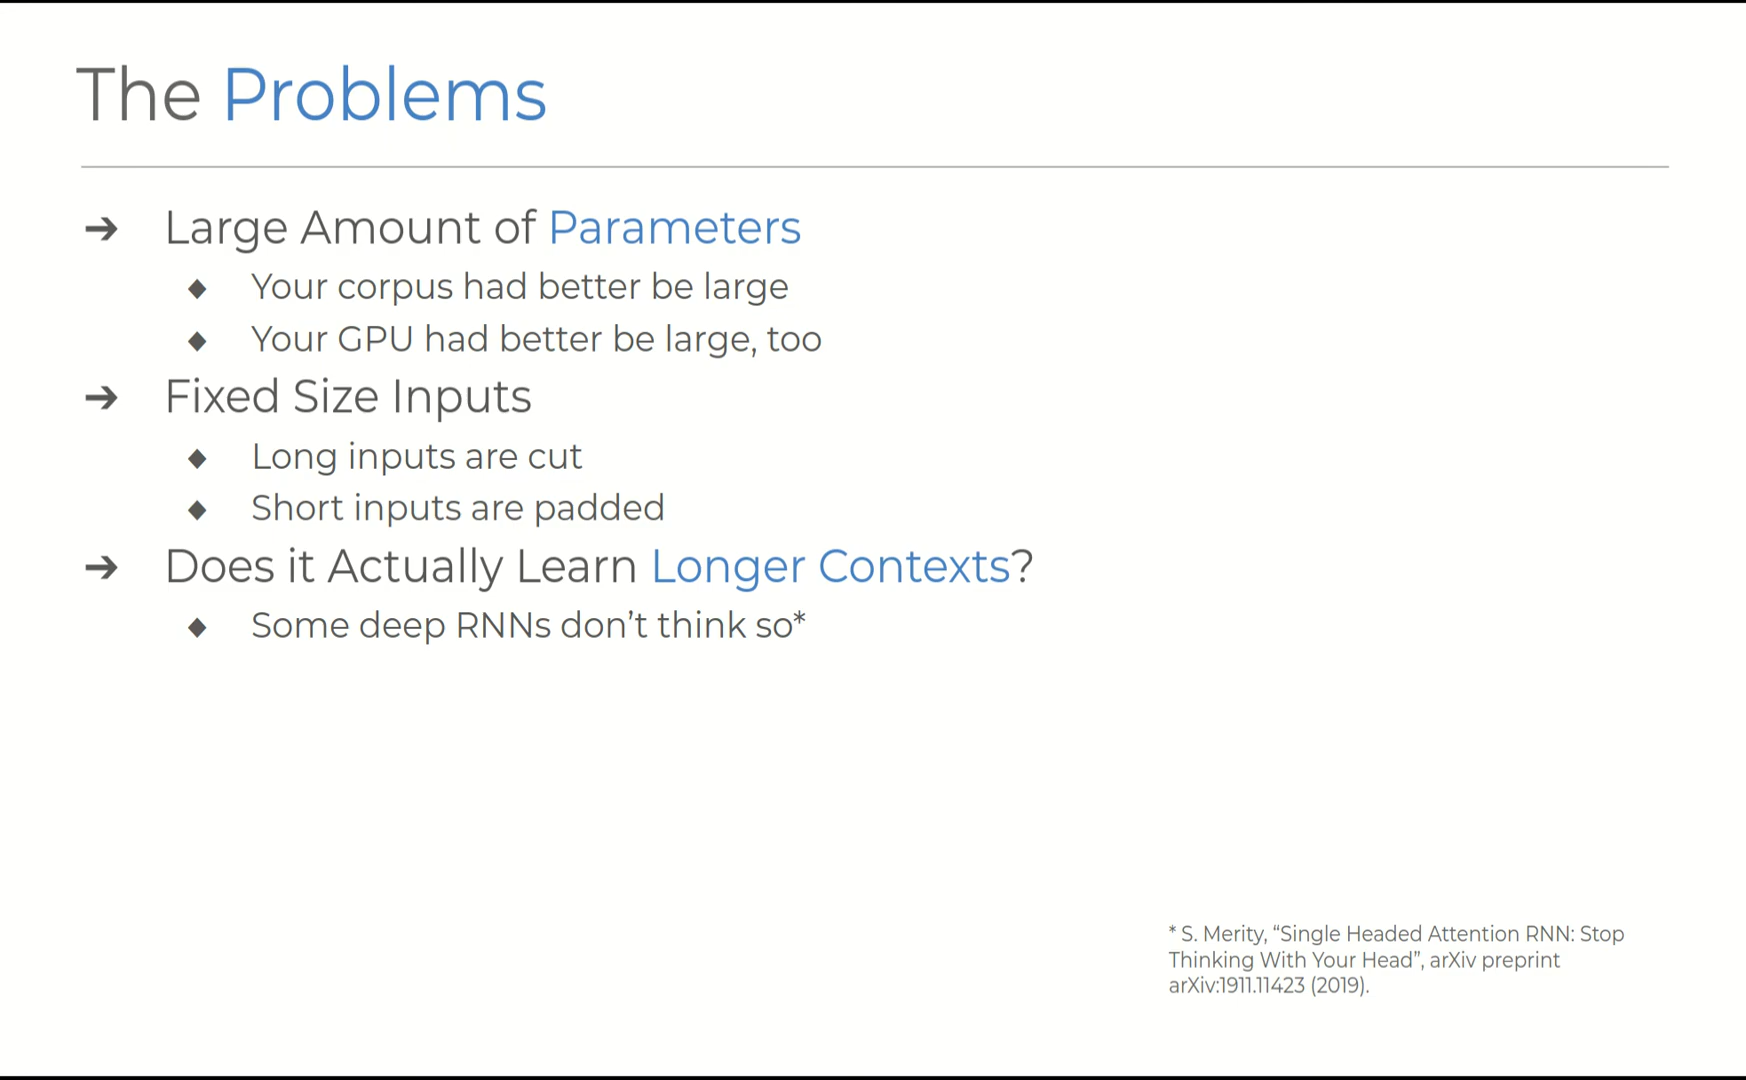 The Problems
➔ Large Amount of Parameters
◆ Your corpus had better be large
◆ Your GPU had better be large, too
➔ Fixed Size Inputs
◆ Long inputs are cut
◆ Short inputs are padded
➔ Does it Actually Learn Longer Contexts?
◆ Some deep RNNs don’t think so*
* S. Merity, “Single Headed Attention RNN: Stop
Thinking With Your Head”, arXiv preprint
arXiv:1911.11423 (2019).